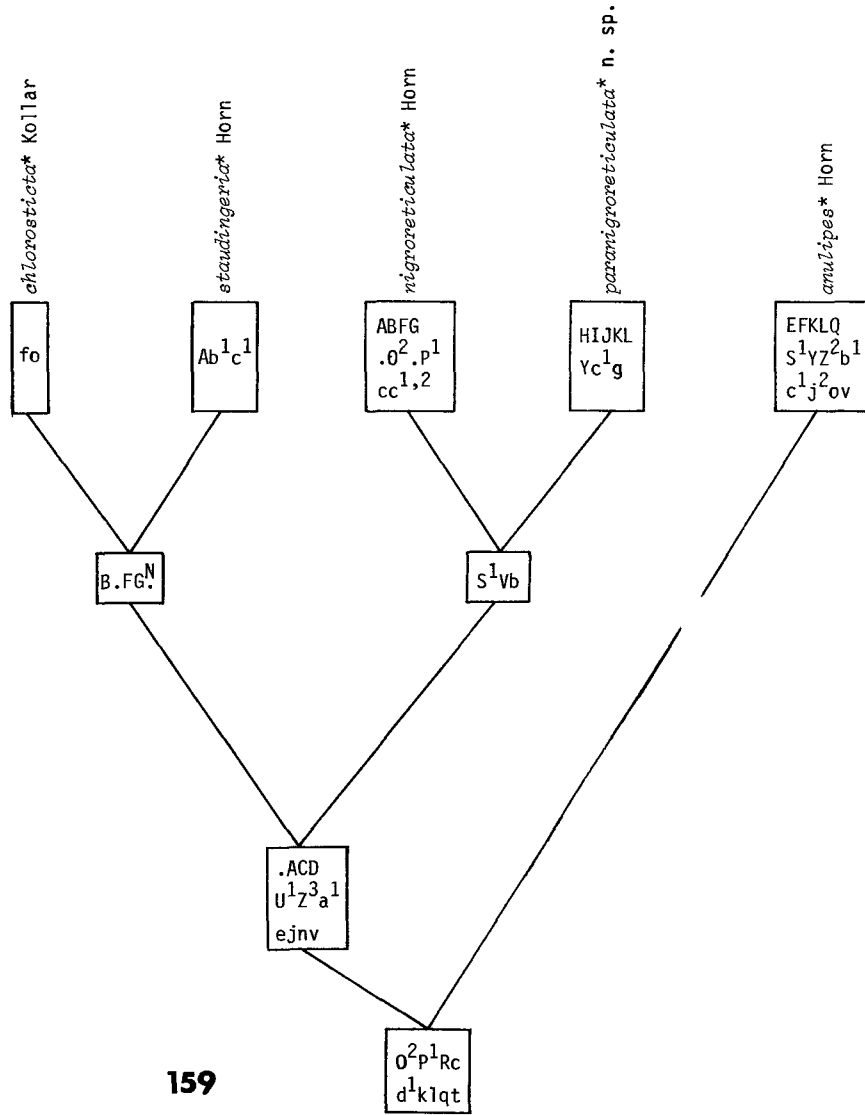 chlorosticta* Kollar
staudingeria* Horn
nigroreticulata* Horn
paranigroreticulata* n. sp.
anulipes* Horn
fo
Ab¹c¹
ABFG
.O².P¹
cc¹,²
HIJKL
Yc¹g
EFKLQ
S¹YZ²b¹
c¹j²ov
B.FG.N
S¹Vb
.ACD
U¹Z³a¹
ejnv
O²P¹Rc
d¹klqt
159